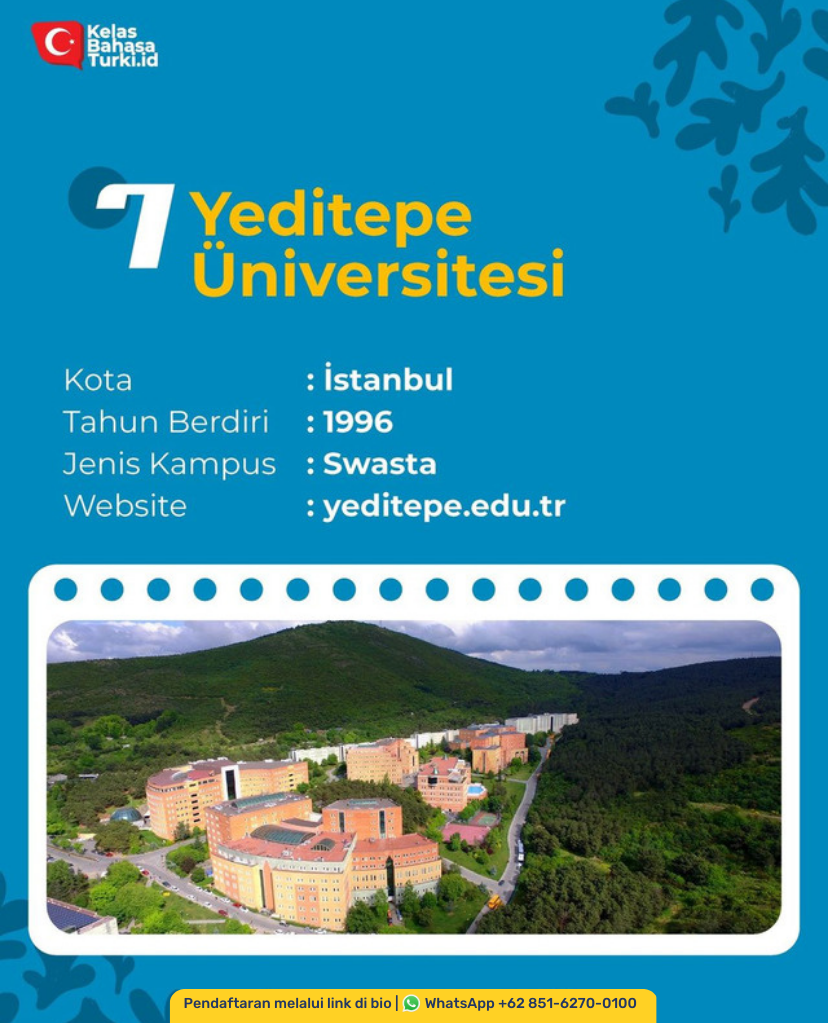 Kelas
Bahasa
Turki.id
7
Yeditepe
Üniversitesi
Kota : İstanbul
Tahun Berdiri : 1996
Jenis Kampus : Swasta
Website : yeditepe.edu.tr
Pendaftaran melalui link di bio | WhatsApp +62 851-6270-0100